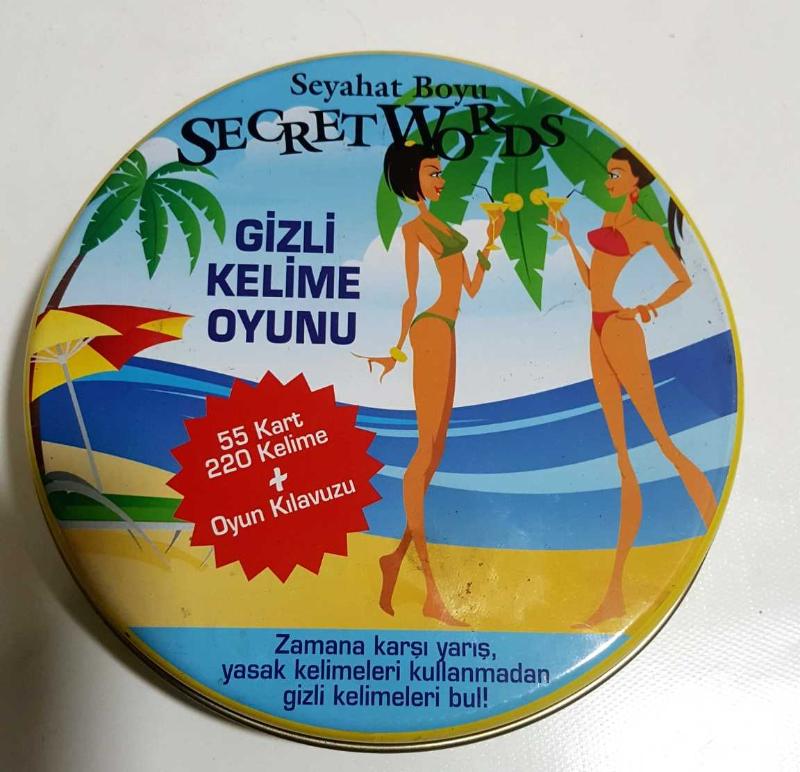 Seyahat Boyu
SECRET WORDS
GİZLİ
KELİME
OYUNU
55 Kart
220 Kelime
+
Oyun Kılavuzu
Zamana karşı yarış,
yasak kelimeleri kullanmadan
gizli kelimeleri bul!